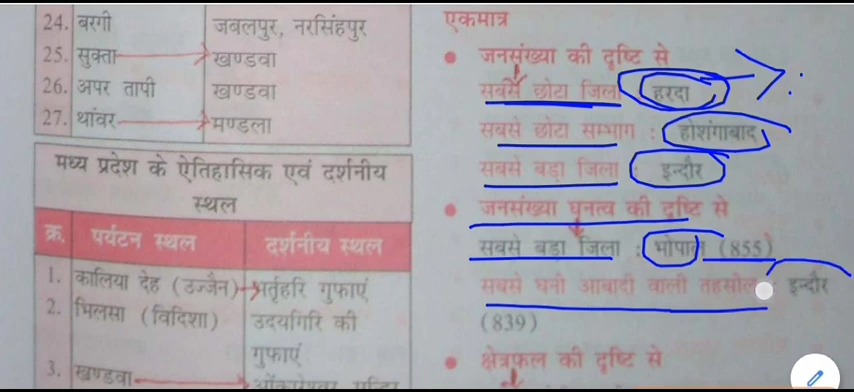 24. बरगी जबलपुर, नरसिंहपुर
25. सुक्ता खण्डवा
26. अपर तापी खण्डवा
27. थांवर मण्डला
मध्य प्रदेश के ऐतिहासिक एवं दर्शनीय
स्थल
क्र. पर्यटन स्थल दर्शनीय स्थल
1. कालिया देह (उज्जैन) भर्तृहरि गुफाएं
2. भिलसा (विदिशा) उदयगिरि की
गुफाएं
3. खण्डवा ओंकारेश्वर मन्दिर
एकमात्र
• जनसंख्या की दृष्टि से
सबसे छोटा जिला : हरदा
सबसे छोटा सम्भाग : होशंगाबाद
सबसे बड़ा जिला : इन्दौर
• जनसंख्या घनत्व की दृष्टि से
सबसे बड़ा जिला : भोपाल (855)
सबसे घनी आबादी वाली तहसील : इन्दौर
(839)
• क्षेत्रफल की दृष्टि से